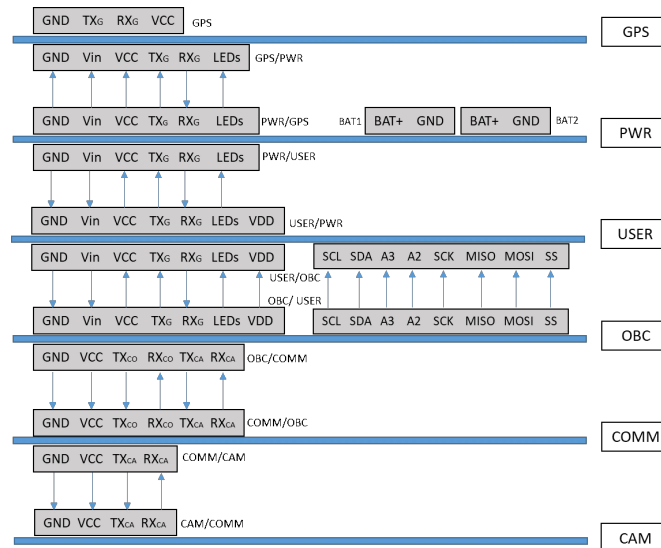 GND TXG RXG VCC GPS
GPS
GND Vin VCC TXG RXG LEDs GPS/PWR
GND Vin VCC TXG RXG LEDs PWR/GPS BAT1 BAT+ GND BAT+ GND BAT2
PWR
GND Vin VCC TXG RXG LEDs PWR/USER
GND Vin VCC TXG RXG LEDs VDD USER/PWR
USER
GND Vin VCC TXG RXG LEDs VDD SCL SDA A3 A2 SCK MISO MOSI SS
USER/OBC
OBC/ USER
GND Vin VCC TXG RXG LEDs VDD SCL SDA A3 A2 SCK MISO MOSI SS
OBC
GND VCC TXCO RXCO TXCA RXCA OBC/COMM
GND VCC TXCO RXCO TXCA RXCA COMM/OBC
COMM
GND VCC TXCA RXCA COMM/CAM
GND VCC TXCA RXCA CAM/COMM
CAM